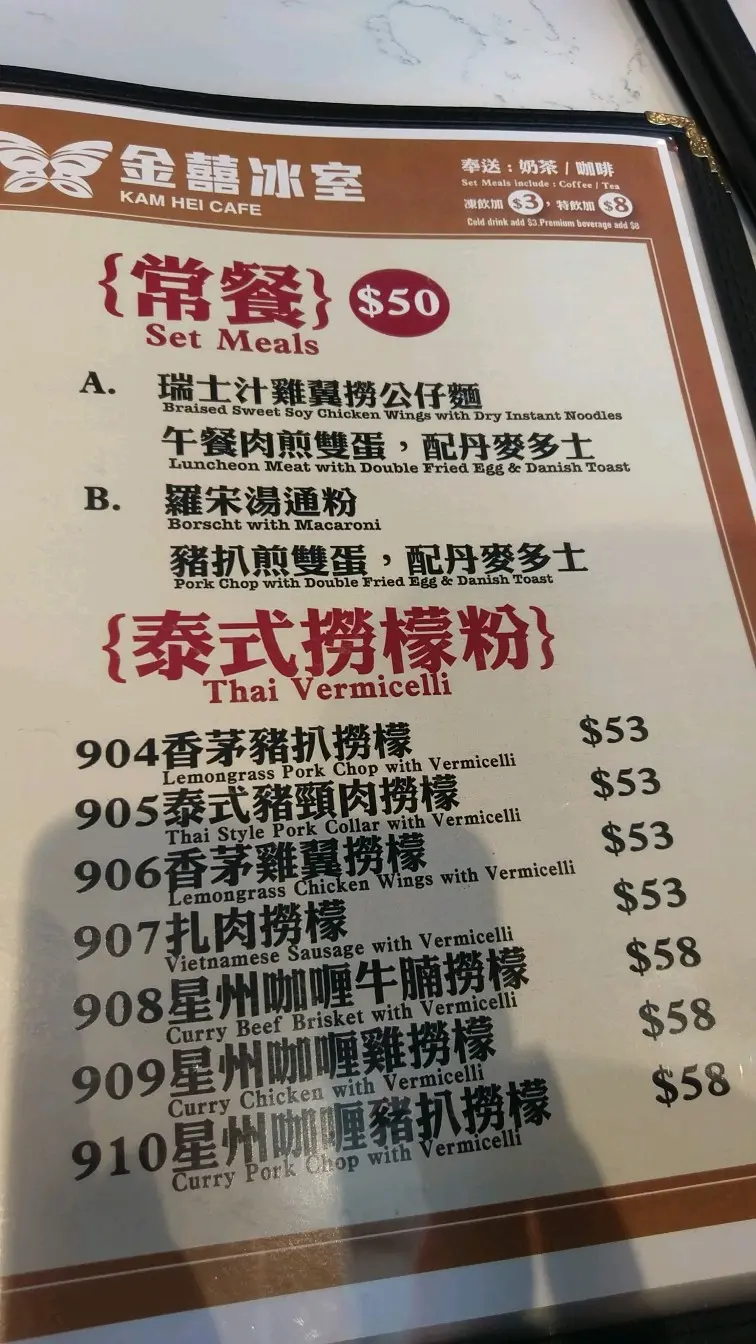 金囍冰室
KAM HEI CAFE
奉送：奶茶 / 咖啡
Set Meals include : Coffee / Tea
凍飲加 $3，特飲加 $8
Cold drink add $3.Premium beverage add $8
{常餐} $50
Set Meals
A. 瑞士汁雞翼撈公仔麵
Braised Sweet Soy Chicken Wings with Dry Instant Noodles
午餐肉煎雙蛋，配丹麥多士
Luncheon Meat with Double Fried Egg & Danish Toast
B. 羅宋湯通粉
Borscht with Macaroni
豬扒煎雙蛋，配丹麥多士
Pork Chop with Double Fried Egg & Danish Toast
{泰式撈檬粉}
Thai Vermicelli
904香茅豬扒撈檬 $53
Lemongrass Pork Chop with Vermicelli
905泰式豬頸肉撈檬 $53
Thai Style Pork Collar with Vermicelli
906香茅雞翼撈檬 $53
Lemongrass Chicken Wings with Vermicelli
907扎肉撈檬 $53
Vietnamese Sausage with Vermicelli
908星州咖喱牛腩撈檬 $58
Curry Beef Brisket with Vermicelli
909星州咖喱雞撈檬 $58
Curry Chicken with Vermicelli
910星州咖喱豬扒撈檬 $58
Curry Pork Chop with Vermicelli